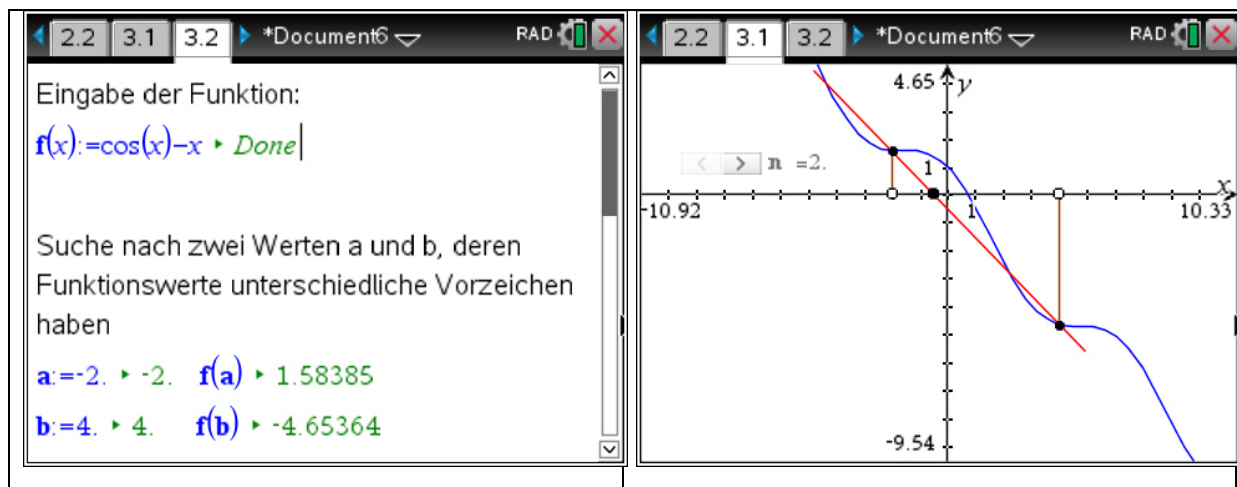 2.2 3.1 3.2 *Document6 RAD
Eingabe der Funktion:
f(x):=cos(x)−x ▸ Done
Suche nach zwei Werten a und b, deren
Funktionswerte unterschiedliche Vorzeichen
haben
a:=-2. ▸ -2. f(a) ▸ 1.58385
b:=4. ▸ 4. f(b) ▸ -4.65364
2.2 3.1 3.2 *Document6 RAD
4.65 y
< > n =2.
1
x
-10.92 1 10.33
-9.54